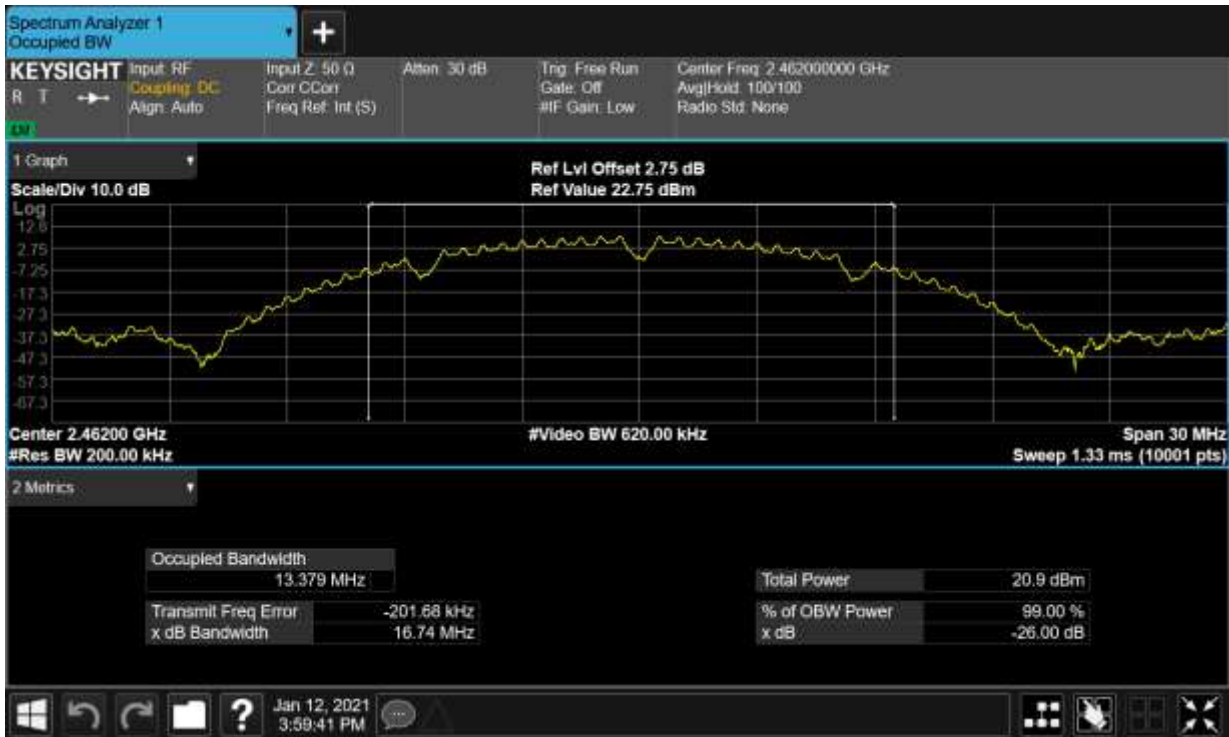 Spectrum Analyzer 1
Occupied BW
+
KEYSIGHT
R T
Input: RF
Coupling: DC
Align: Auto
Input Z: 50 Ω
Corr CCorr
Freq Ref: Int (S)
Atten: 30 dB
Trig: Free Run
Gate: Off
#IF Gain: Low
Center Freq: 2.462000000 GHz
Avg|Hold: 100/100
Radio Std: None
1 Graph
Scale/Div 10.0 dB
Ref Lvl Offset 2.75 dB
Ref Value 22.75 dBm
Log
12.8
2.75
-7.25
-17.3
-27.3
-37.3
-47.3
-57.3
-67.3
Center 2.46200 GHz
#Video BW 620.00 kHz
Span 30 MHz
#Res BW 200.00 kHz
Sweep 1.33 ms (10001 pts)
2 Metrics
Occupied Bandwidth
13.379 MHz
Total Power 20.9 dBm
Transmit Freq Error -201.68 kHz
% of OBW Power 99.00 %
x dB Bandwidth 16.74 MHz
x dB -26.00 dB
?
Jan 12, 2021
3:59:41 PM